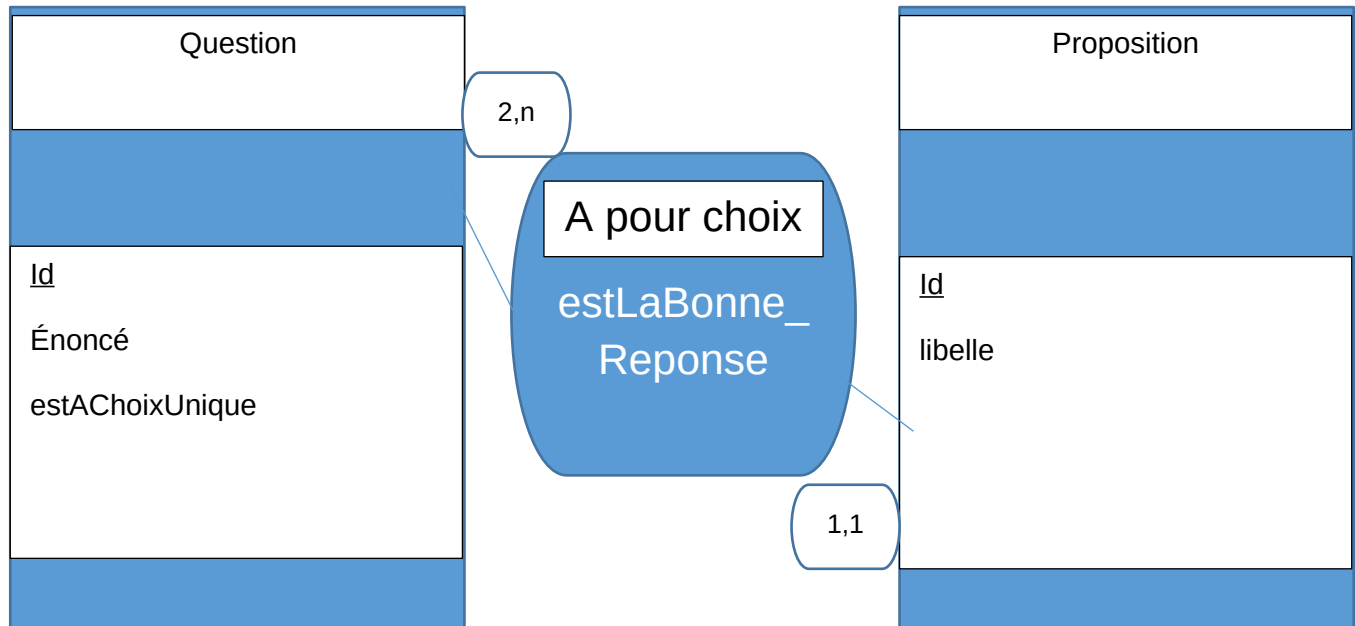 Question
Proposition
2,n
A pour choix
estLaBonne_
Reponse
Id
Énoncé
estAChoixUnique
Id
libelle
1,1